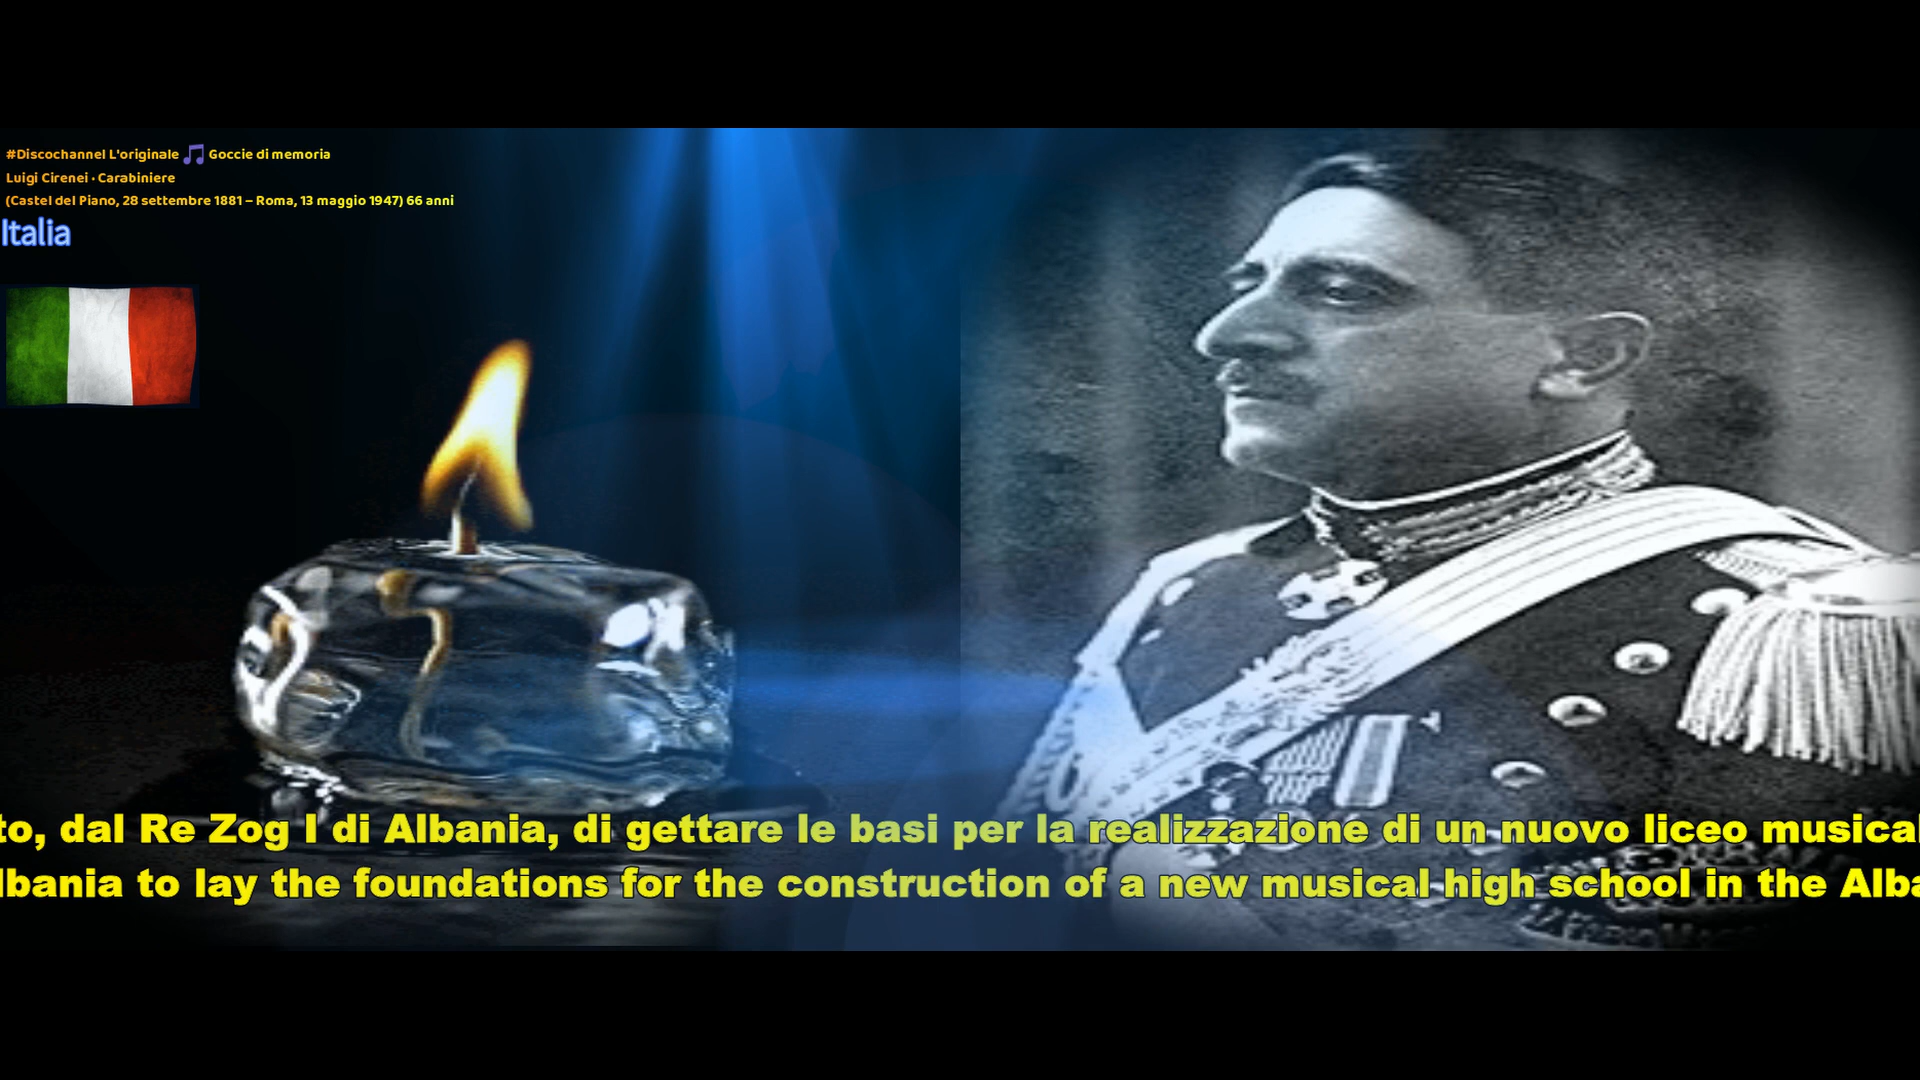 #Discochannel L'originale 🎵 Goccie di memoria
Luigi Cirenei • Carabiniere
(Castel del Piano, 28 settembre 1881 – Roma, 13 maggio 1947) 66 anni
Italia
to, dal Re Zog I di Albania, di gettare le basi per la realizzazione di un nuovo liceo musical
lbania to lay the foundations for the construction of a new musical high school in the Alba